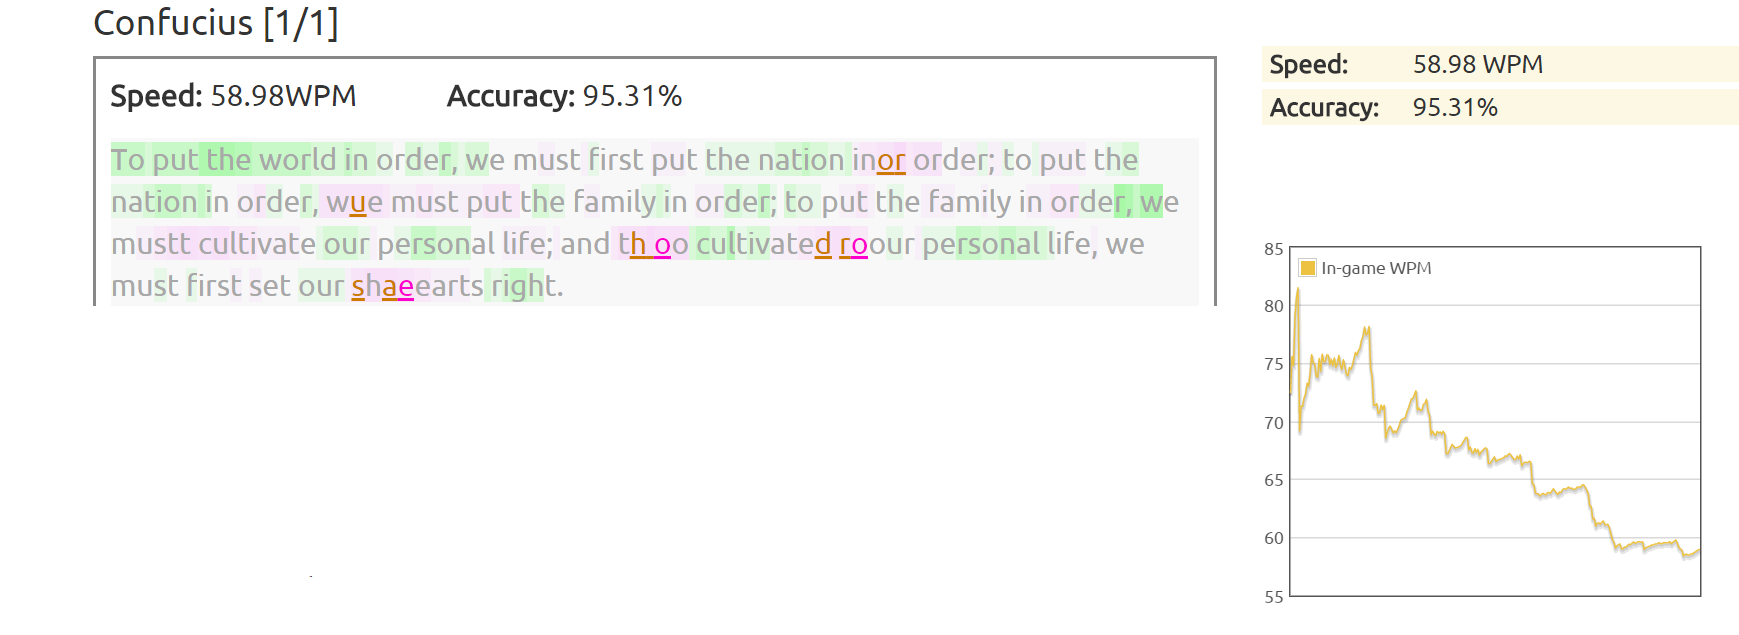 Confucius [1/1]
Speed: 58.98WPM Accuracy: 95.31%
To put the world in order, we must first put the nation inor order; to put the
nation in order, wue must put the family in order; to put the family in order, we
mustt cultivate our personal life; and th oo cultivated roour personal life, we
must first set our shaeearts right.
Speed: 58.98 WPM
Accuracy: 95.31%
85
In-game WPM
80
75
70
65
60
55